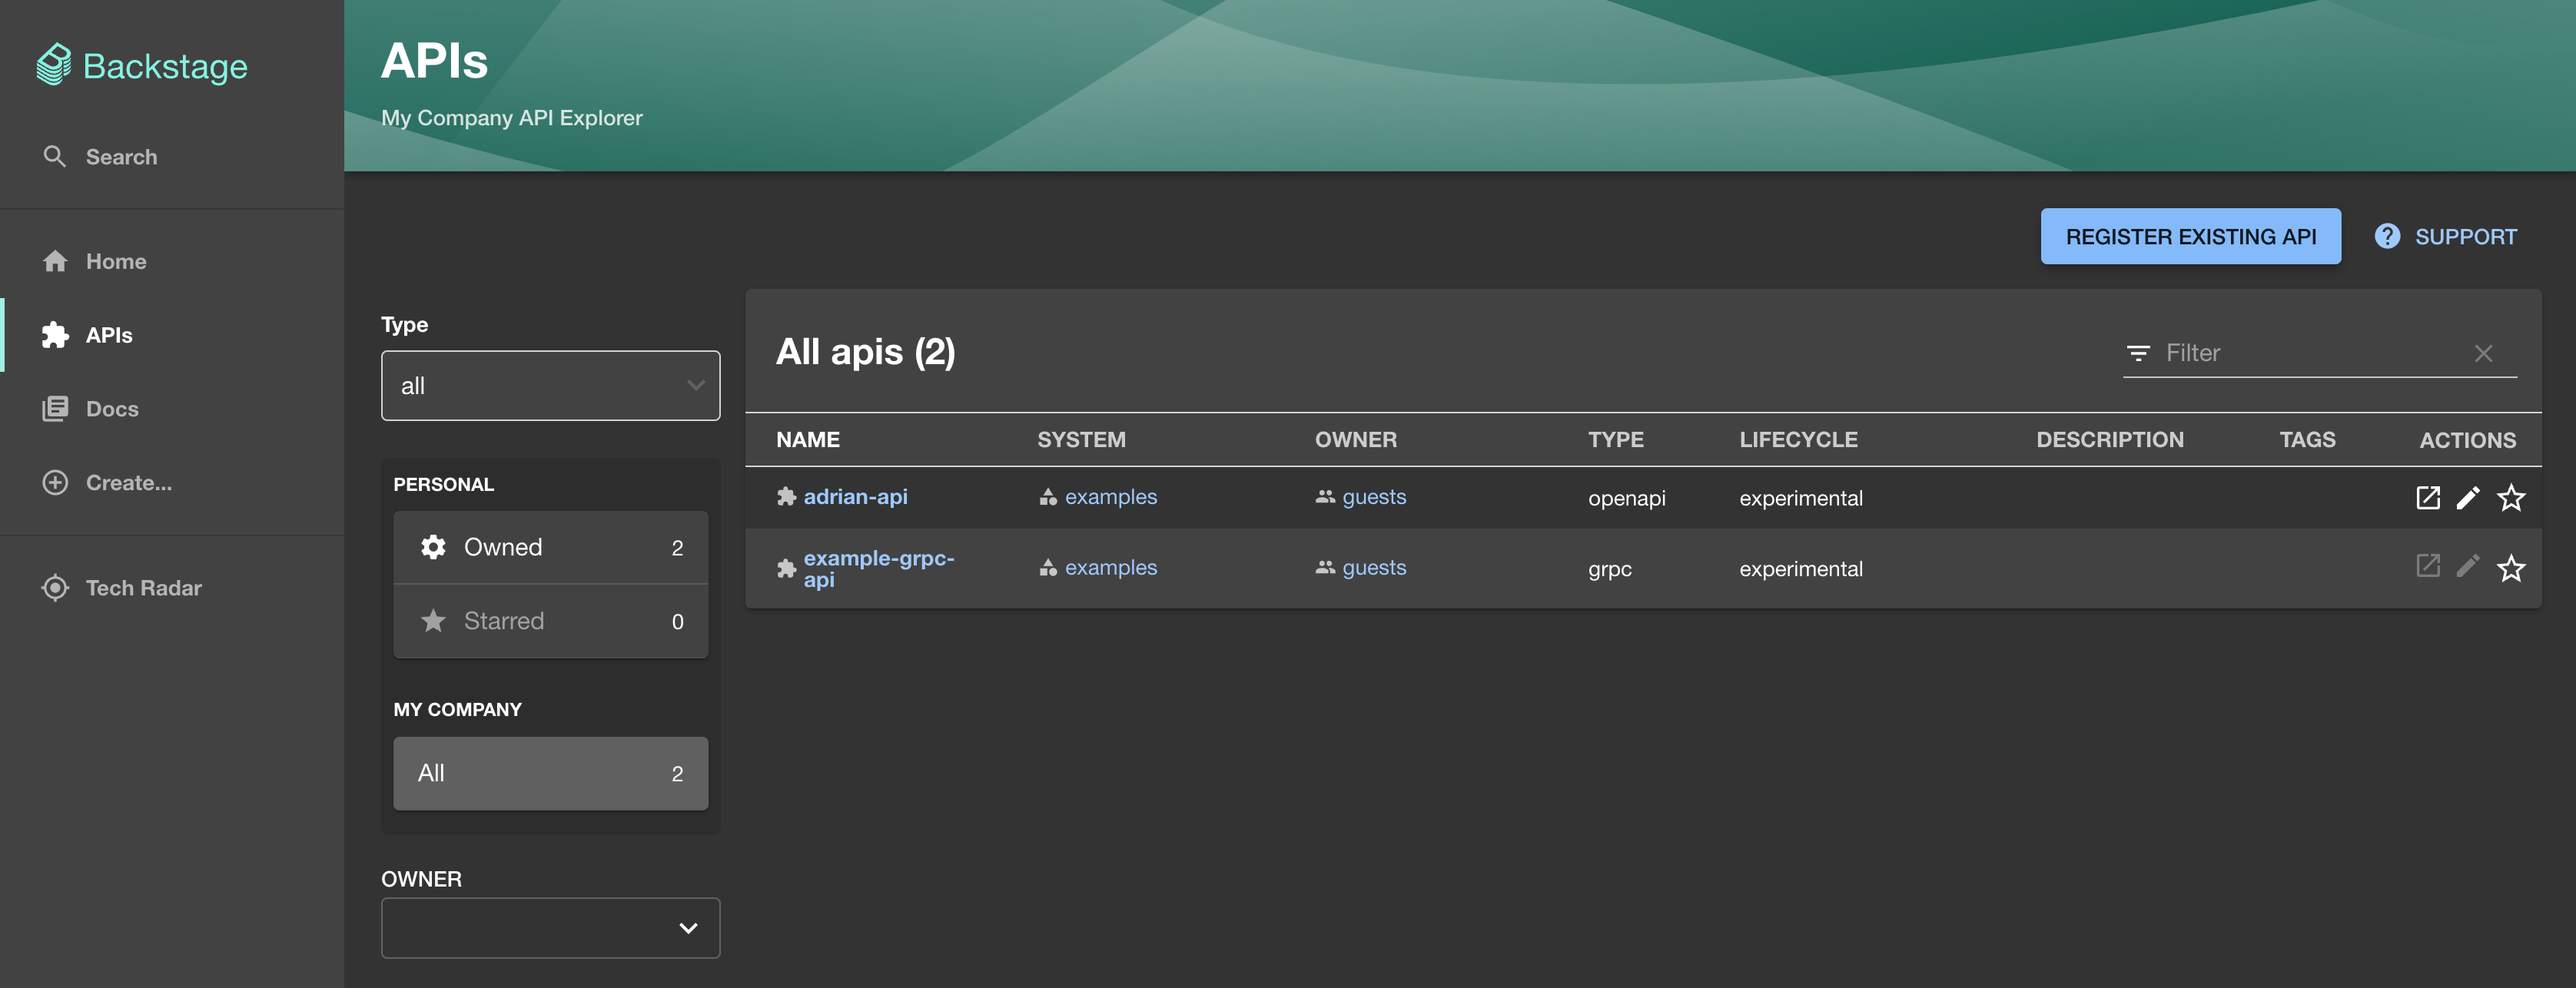 Backstage
Search
Home
APIs
Docs
Create...
Tech Radar
APIs
My Company API Explorer
REGISTER EXISTING API
SUPPORT
Type
all
PERSONAL
Owned 2
Starred 0
MY COMPANY
All 2
OWNER
All apis (2)
Filter
NAME SYSTEM OWNER TYPE LIFECYCLE DESCRIPTION TAGS ACTIONS
adrian-api examples guests openapi experimental
example-grpc-
api examples guests grpc experimental